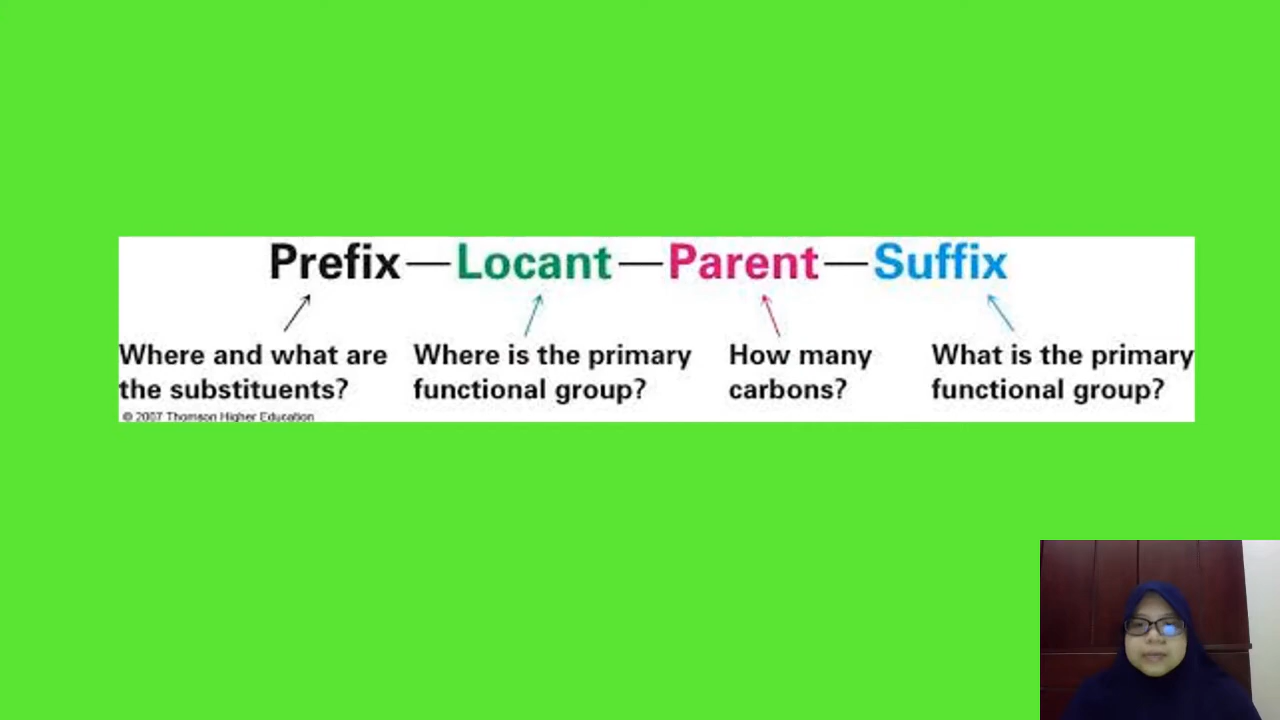 Prefix — Locant — Parent — Suffix
Where and what are the substituents?
Where is the primary functional group?
How many carbons?
What is the primary functional group?
© 2007 Thomson Higher Education